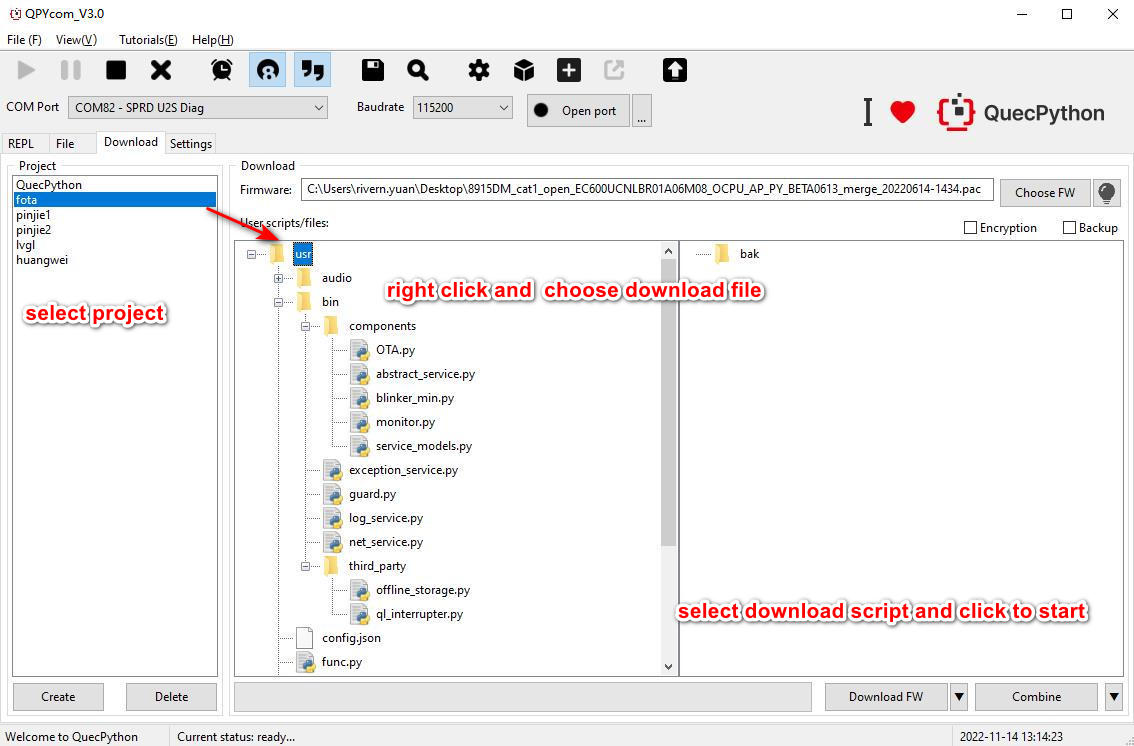 QPYcom_V3.0
File (F) View(V) Tutorials(E) Help(H)
COM Port COM82 - SPRD U2S Diag Baudrate 115200 Open port ... QuecPython
REPL File Download Settings
Project
QuecPython
fota
pinjie1
pinjie2
lvgl
huangwei
select project
Create Delete
Download
Firmware: C:\Users\rivern.yuan\Desktop\8915DM_cat1_open_EC600UCNLBR01A06M08_OCPU_AP_PY_BETA0613_merge_20220614-1434.pac Choose FW
User scripts/files: Encryption Backup
usr
audio
bin
components
OTA.py
abstract_service.py
blinker_min.py
monitor.py
service_models.py
exception_service.py
guard.py
log_service.py
net_service.py
third_party
offline_storage.py
ql_interrupter.py
config.json
func.py
right click and choose download file
bak
select download script and click to start
Download FW Combine
Welcome to QuecPython Current status: ready... 2022-11-14 13:14:23